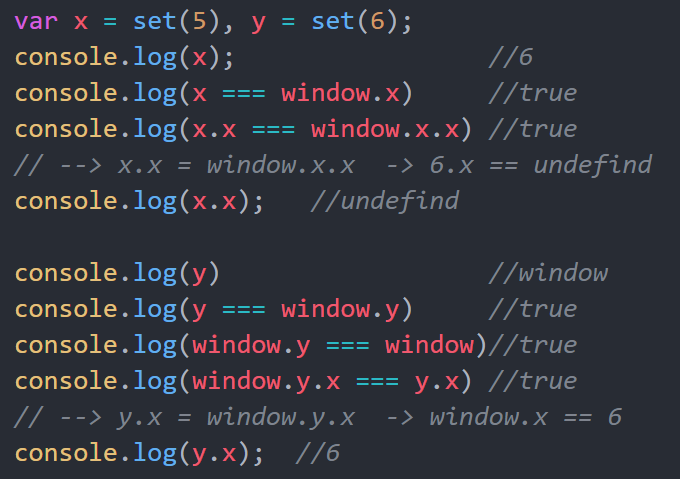 var x = set(5), y = set(6);
console.log(x);                 //6
console.log(x === window.x)     //true
console.log(x.x === window.x.x) //true
// --> x.x = window.x.x  -> 6.x == undefind
console.log(x.x);   //undefind
console.log(y)                  //window
console.log(y === window.y)     //true
console.log(window.y === window)//true
console.log(window.y.x === y.x) //true
// --> y.x = window.y.x  -> window.x == 6
console.log(y.x);  //6